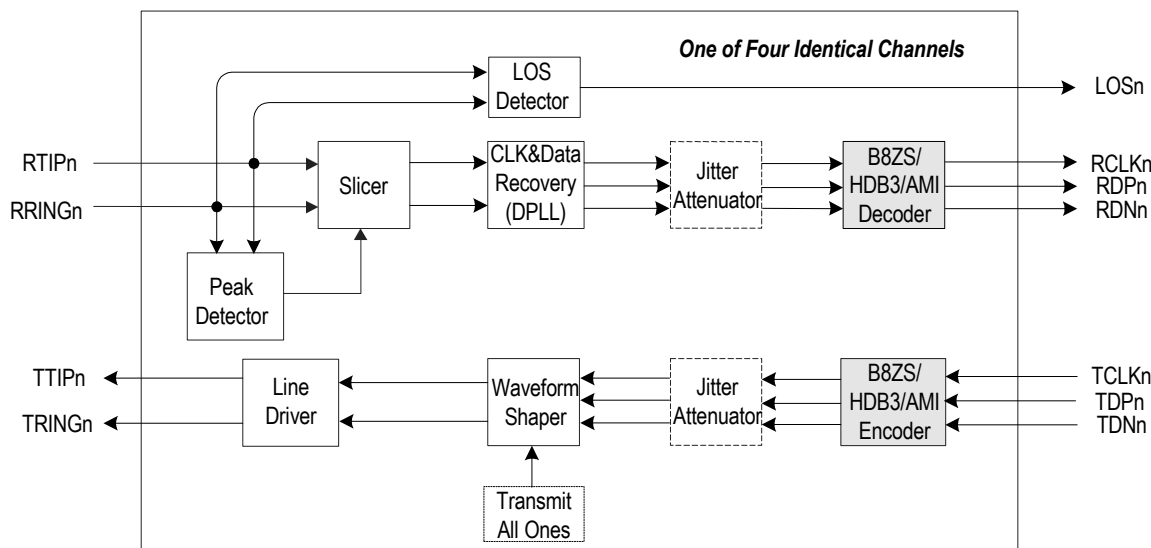 One of Four Identical Channels
LOS
Detector
LOSn
RTIPn
RRINGn
Slicer
CLK&Data
Recovery
(DPLL)
Jitter
Attenuator
B8ZS/
HDB3/AMI
Decoder
RCLKn
RDPn
RDNn
Peak
Detector
TTIPn
TRINGn
Line
Driver
Waveform
Shaper
Jitter
Attenuator
B8ZS/
HDB3/AMI
Encoder
TCLKn
TDPn
TDNn
Transmit
All Ones